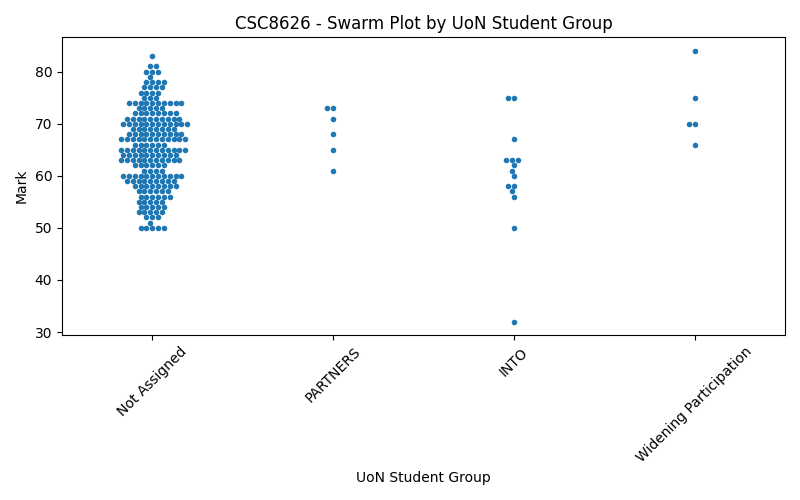 CSC8626 - Swarm Plot by UoN Student Group
80
70
60
50
40
30
Mark
Not Assigned
PARTNERS
INTO
Widening Participation
UoN Student Group